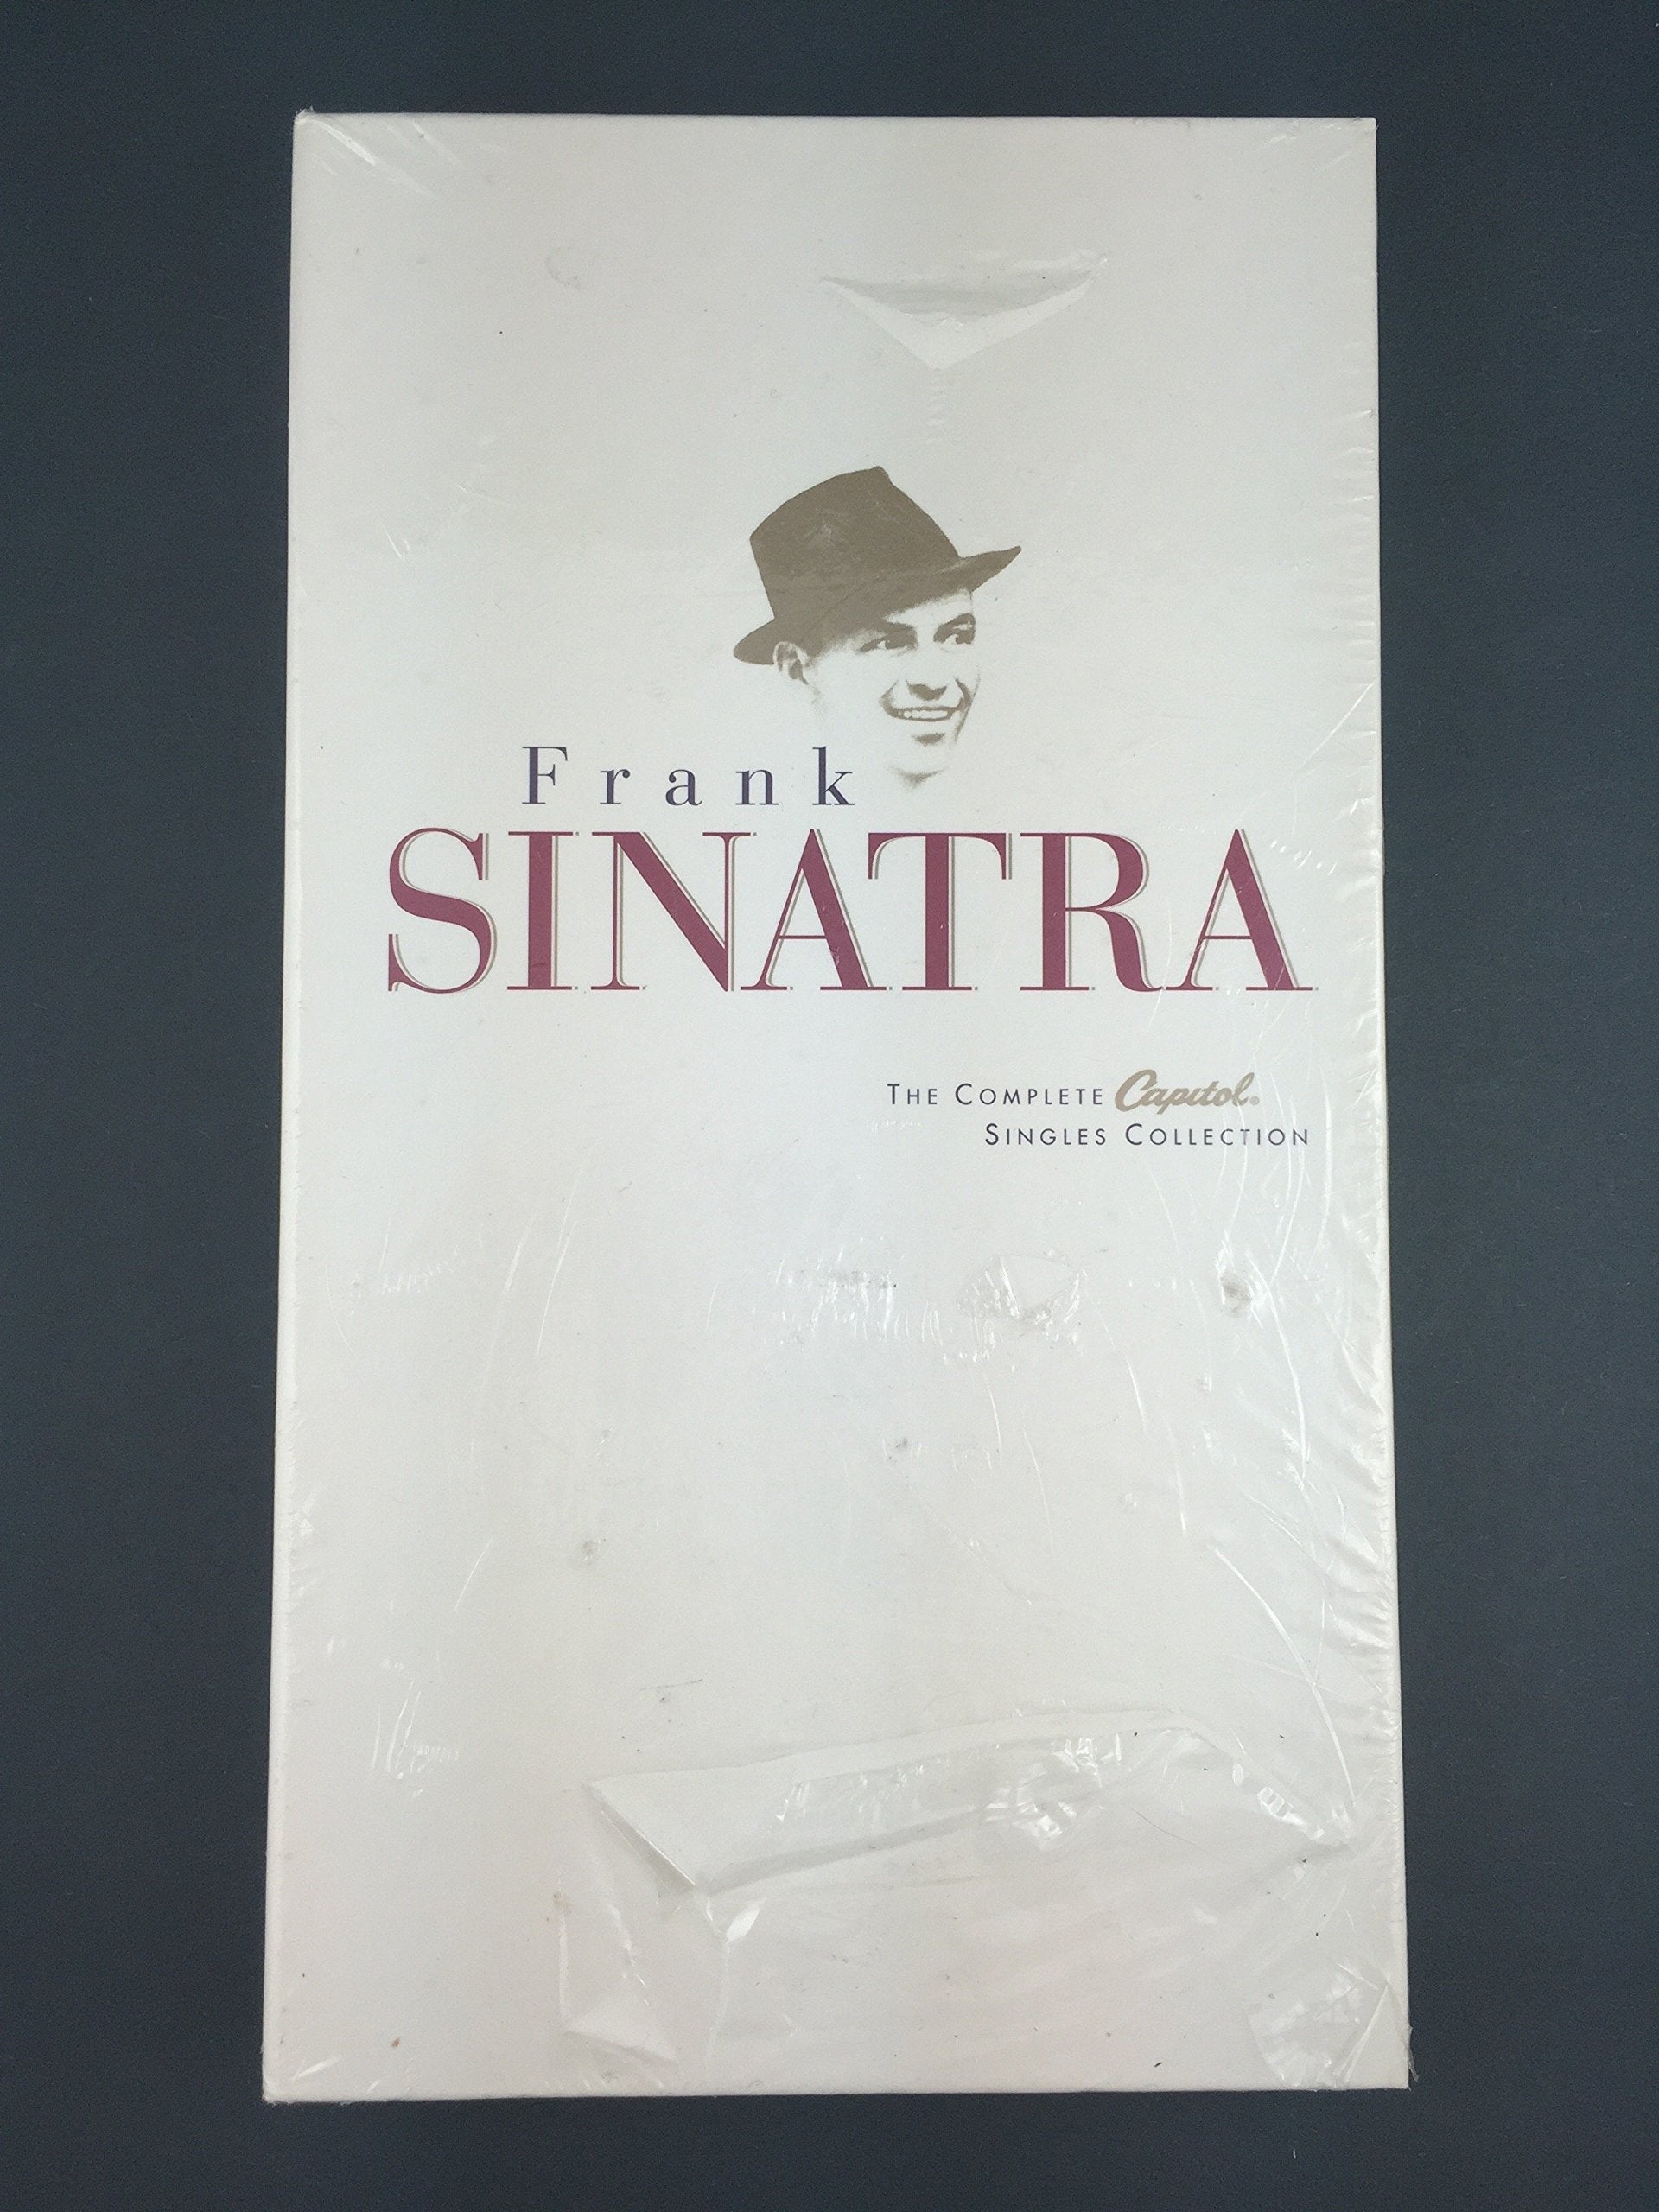 Frank
SINATRA
THE COMPLETE Capitol®
SINGLES COLLECTION